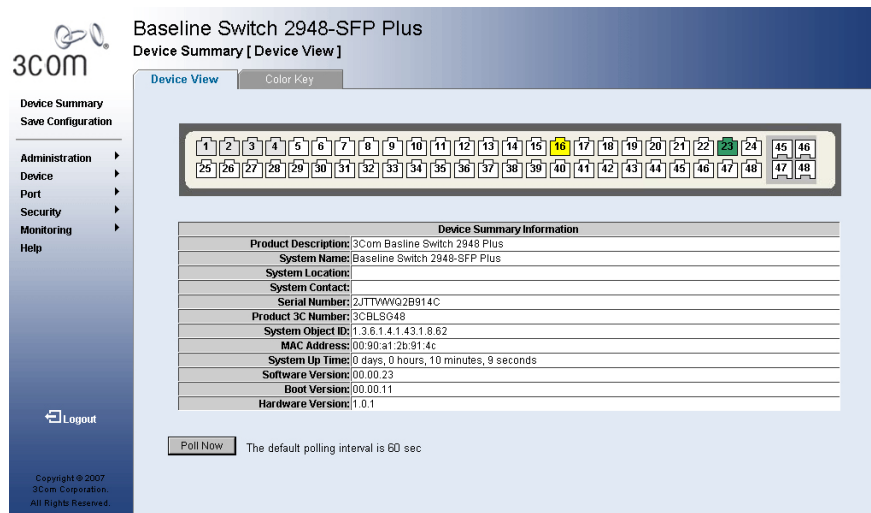 3COM
Baseline Switch 2948-SFP Plus
Device Summary [ Device View ]
Device View Color Key
Device Summary
Save Configuration
Administration
Device
Port
Security
Monitoring
Help
1 2 3 4 5 6 7 8 9 10 11 12 13 14 15 16 17 18 19 20 21 22 23 24 45 46
25 26 27 28 29 30 31 32 33 34 35 36 37 38 39 40 41 42 43 44 45 46 47 48 47 48
Device Summary Information
Product Description: 3Com Basline Switch 2948 Plus
System Name: Baseline Switch 2948-SFP Plus
System Location:
System Contact:
Serial Number: 2JTTWWQ2B914C
Product 3C Number: 3CBLSG48
System Object ID: 1.3.6.1.4.1.43.1.8.62
MAC Address: 00:90:a1:2b:91:4c
System Up Time: 0 days, 0 hours, 10 minutes, 9 seconds
Software Version: 00.00.23
Boot Version: 00.00.11
Hardware Version: 1.0.1
Poll Now The default polling interval is 60 sec
Logout
Copyright © 2007
3Com Corporation.
All Rights Reserved.